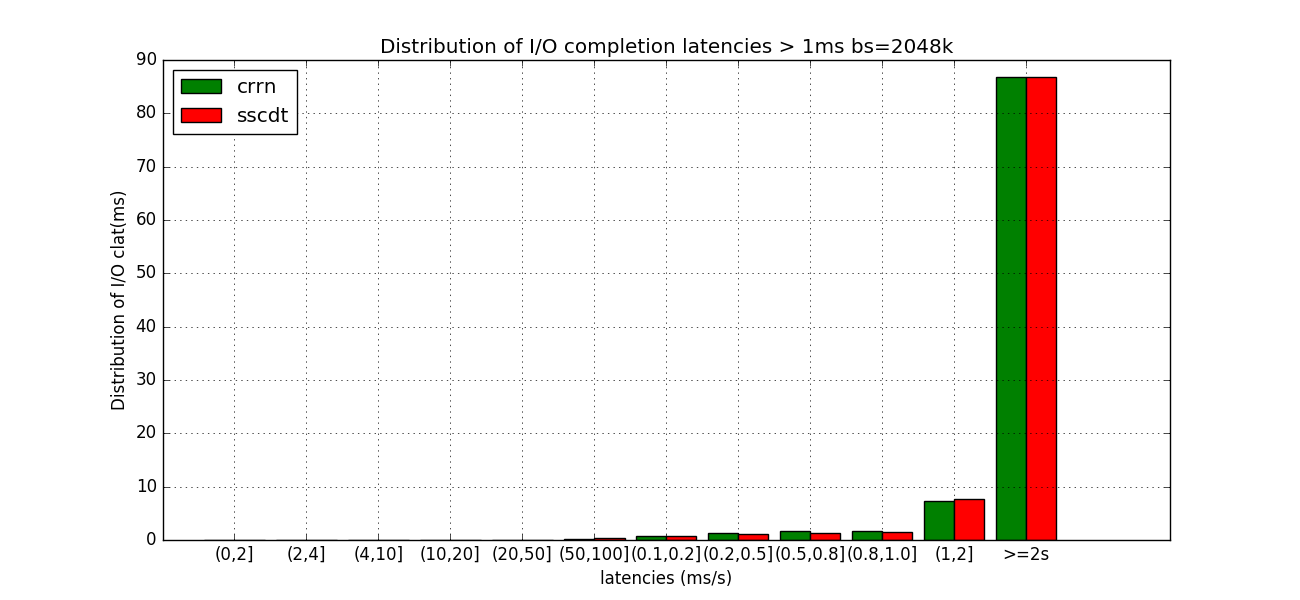 Distribution of I/O completion latencies > 1ms bs=2048k
90
80
70
60
50
40
30
20
10
0
Distribution of I/O clat(ms)
crrn
sscdt
(0,2] (2,4] (4,10] (10,20] (20,50] (50,100] (0.1,0.2] (0.2,0.5] (0.5,0.8] (0.8,1.0] (1,2] >=2s
latencies (ms/s)